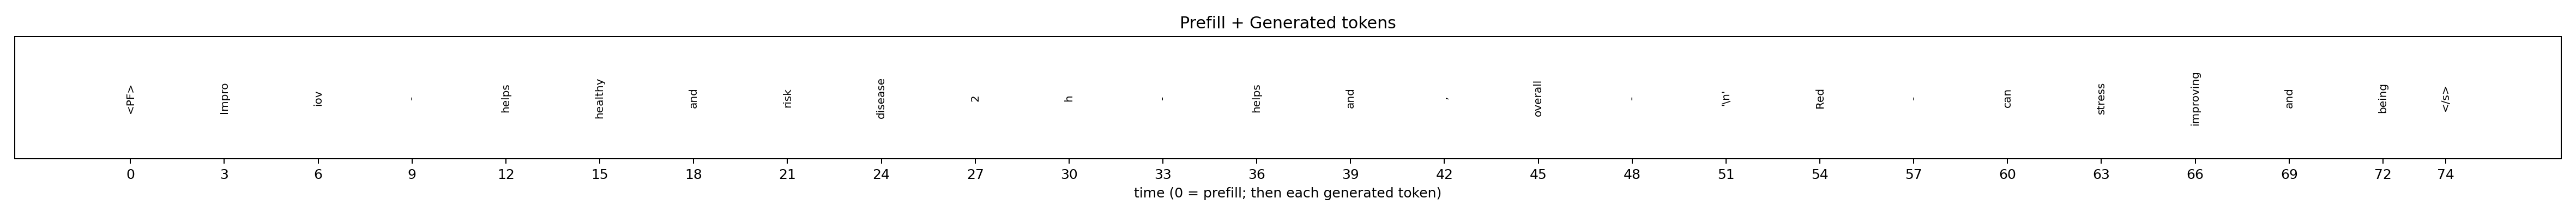 Prefill + Generated tokens
<PF> Impro iov - helps healthy and risk disease 2 h - helps and , overall - '\n' Red - can stress improving and being </s>
0 3 6 9 12 15 18 21 24 27 30 33 36 39 42 45 48 51 54 57 60 63 66 69 72 74
time (0 = prefill; then each generated token)